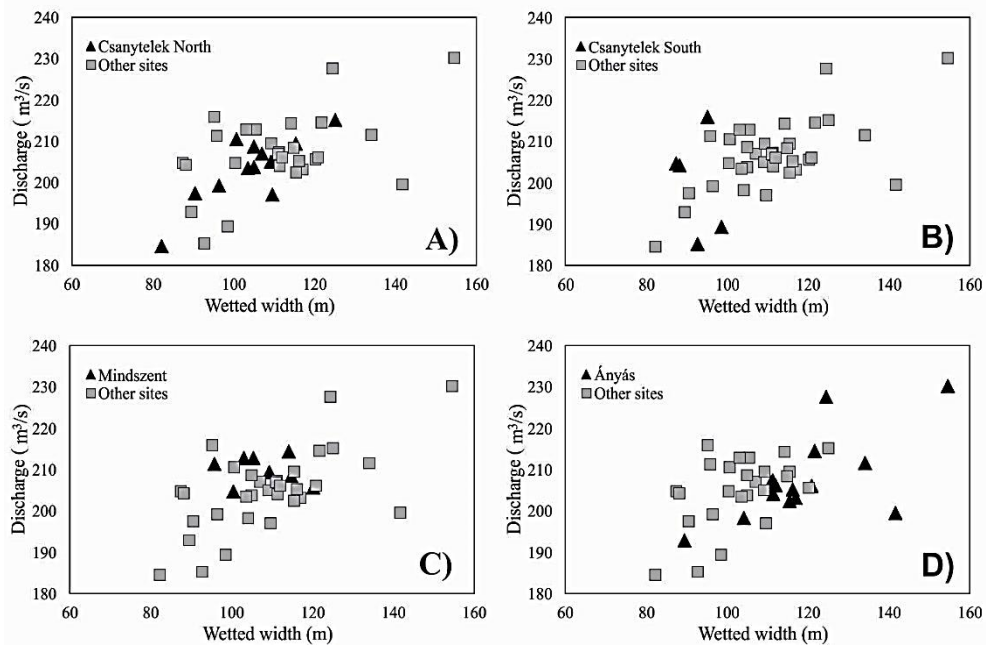 240
▲ Csanytelek North
230
■ Other sites
220
210
200
190
180
Discharge ( m³/s)
A)
60 80 100 120 140 160
Wetted width (m)
240
▲ Csanytelek South
230
■ Other sites
220
210
200
190
180
Discharge ( m³/s)
B)
60 80 100 120 140 160
Wetted width (m)
240
▲ Mindszent
230
■ Other sites
220
210
200
190
180
Discharge ( m³/s)
C)
60 80 100 120 140 160
Wetted width (m)
240
▲ Ányás
230
■ Other sites
220
210
200
190
180
Discharge ( m³/s)
D)
60 80 100 120 140 160
Wetted width (m)